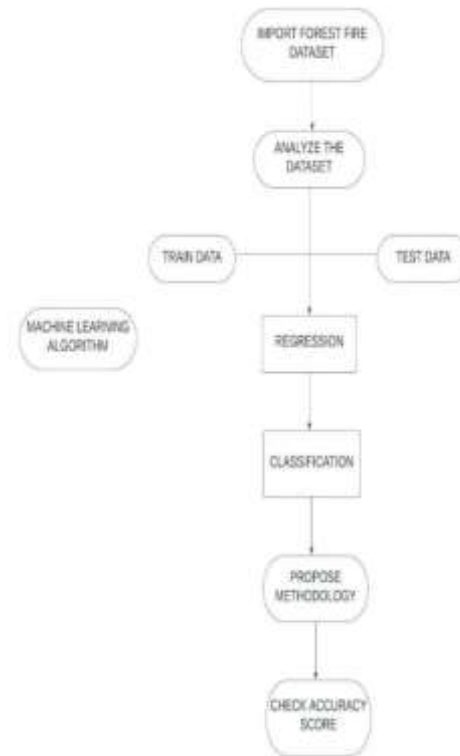 IMPORT FOREST FIRE
DATASET
ANALYZE THE
DATASET
TRAIN DATA
TEST DATA
MACHINE LEARNING
ALGORITHM
REGRESSION
CLASSIFICATION
PROPOSE
METHODOLOGY
CHECK ACCURACY
SCORE